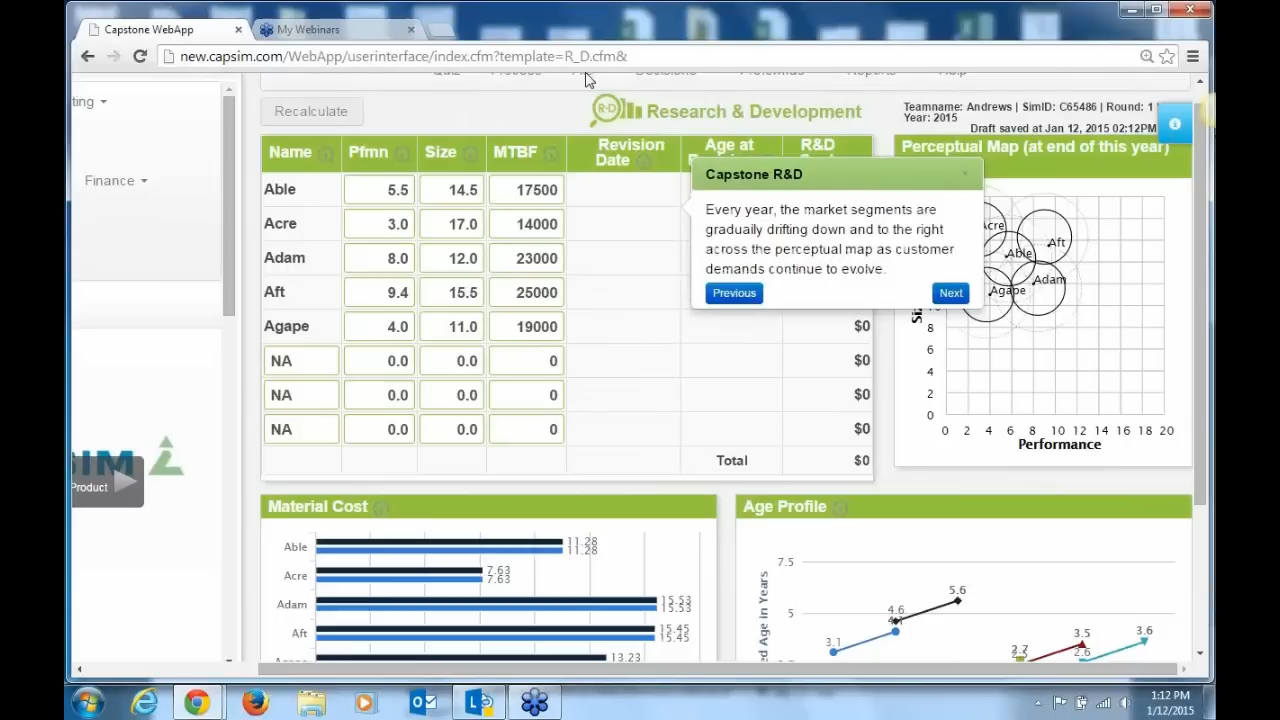 Capstone WebApp
My Webinars
new.capsim.com/WebApp/userinterface/index.cfm?template=R_D.cfm&
ting
Finance
Product
Recalculate
R-D
Research & Development
Teamname: Andrews | SimID: C65486 | Round: 1
Year: 2015
Draft saved at Jan 12, 2015 02:12PM
Name Pfmn Size MTBF Revision Date Age at R&D
Able 5.5 14.5 17500
Acre 3.0 17.0 14000
Adam 8.0 12.0 23000
Aft 9.4 15.5 25000
Agape 4.0 11.0 19000 $0
NA 0.0 0.0 0 $0
NA 0.0 0.0 0 $0
NA 0.0 0.0 0 $0
Total $0
Capstone R&D
Every year, the market segments are
gradually drifting down and to the right
across the perceptual map as customer
demands continue to evolve.
Previous Next
Perceptual Map (at end of this year)
Acre
Aft
Able
Adam
Agape
8
6
4
2
0
0 2 4 6 8 10 12 14 16 18 20
Performance
Material Cost
Able 11.28
11.28
Acre 7.63
7.63
Adam 15.53
15.53
Aft 15.45
15.45
13.23
Age Profile
7.5
5
ed Age in Years
3.1
4.6
5.6
3.5
2.6
3.6
1:12 PM
1/12/2015